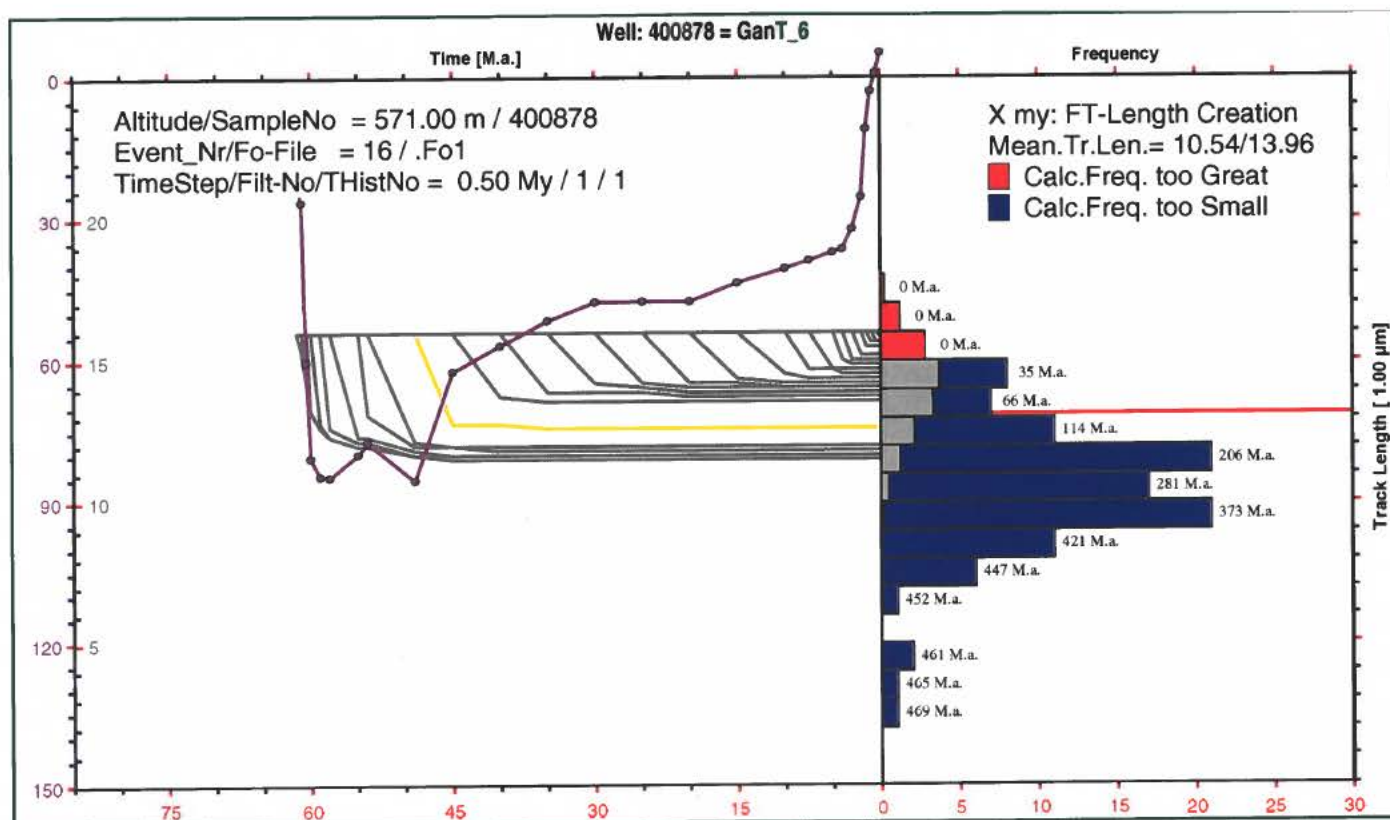 Well: 400878 = GanT_6
Time [M.a.]
Frequency
Altitude/SampleNo = 571.00 m / 400878
Event_Nr/Fo-File = 16 / .Fo1
TimeStep/Filt-No/THistNo = 0.50 My / 1 / 1
X my: FT-Length Creation
Mean.Tr.Len.= 10.54/13.96
Calc.Freq. too Great
Calc.Freq. too Small
0
30
60
90
120
150
20
15
10
5
0 M.a.
0 M.a.
0 M.a.
35 M.a.
66 M.a.
114 M.a.
206 M.a.
281 M.a.
373 M.a.
421 M.a.
447 M.a.
452 M.a.
461 M.a.
465 M.a.
469 M.a.
Track Length [ 1.00 µm]
75 60 45 30 15 0 5 10 15 20 25 30